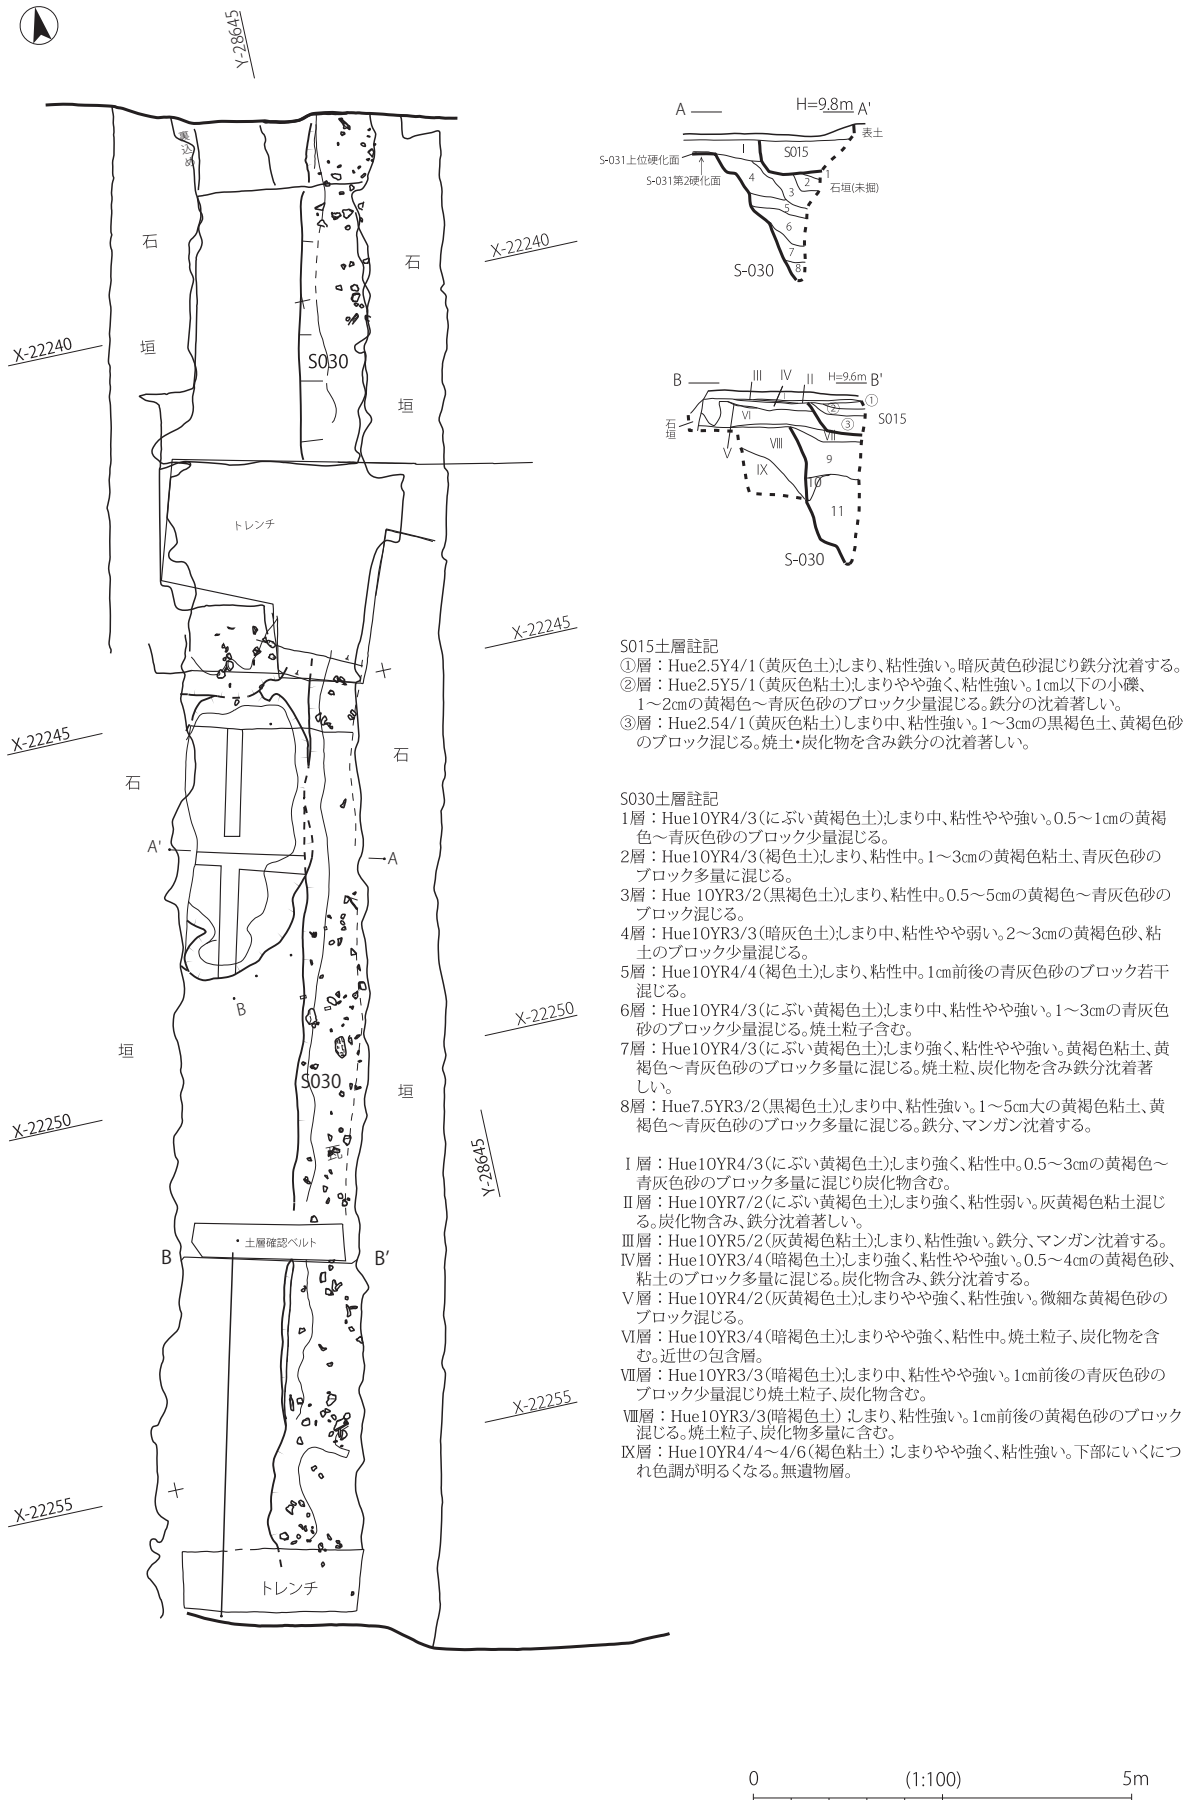 Y-28645
A
H=9.8m
A'
表土
裏込め
I
S015
S-031上位硬化面
S-031第2硬化面
1
2
3
4
5
6
7
8
石垣(未掘)
S-030
石
垣
石
垣
X-22240
X-22240
S030
B
III
IV
II
H=9.6m
B'
I
①
②
③
S015
石垣
V
VI
VII
VIII
IX
9
10
11
S-030
トレンチ
X-22245
X-22245
石
垣
石
垣
A'
A
B
X-22250
X-22250
S030
Y-28645
土層確認ベルト
B
B'
X-22255
X-22255
トレンチ
S015土層註記
①層：Hue2.5Y4/1(黄灰色土);しまり、粘性強い。暗灰黄色砂混じり鉄分沈着する。
②層：Hue2.5Y5/1(黄灰色粘土);しまりやや強く、粘性強い。1㎝以下の小礫、
1～2㎝の黄褐色～青灰色砂のブロック少量混じる。鉄分の沈着著しい。
③層：Hue2.54/1(黄灰色粘土)しまり中、粘性強い。1～3㎝の黒褐色土、黄褐色砂
のブロック混じる。焼土・炭化物を含み鉄分の沈着著しい。
S030土層註記
1層：Hue10YR4/3(にぶい黄褐色土);しまり中、粘性やや強い。0.5～1㎝の黄褐
色～青灰色砂のブロック少量混じる。
2層：Hue10YR4/3(褐色土);しまり、粘性中。1～3㎝の黄褐色粘土、青灰色砂の
ブロック多量に混じる。
3層：Hue 10YR3/2(黒褐色土);しまり、粘性中。0.5～5㎝の黄褐色～青灰色砂の
ブロック混じる。
4層：Hue10YR3/3(暗灰色土);しまり中、粘性やや弱い。2～3㎝の黄褐色砂、粘
土のブロック少量混じる。
5層：Hue10YR4/4(褐色土);しまり、粘性中。1㎝前後の青灰色砂のブロック若干
混じる。
6層：Hue10YR4/3(にぶい黄褐色土);しまり中、粘性やや強い。1～3㎝の青灰色
砂のブロック少量混じる。焼土粒子含む。
7層：Hue10YR4/3(にぶい黄褐色土);しまり強く、粘性やや強い。黄褐色粘土、黄
褐色～青灰色砂のブロック多量に混じる。焼土粒、炭化物を含み鉄分沈着著
しい。
8層：Hue7.5YR3/2(黒褐色土);しまり中、粘性強い。1～5㎝大の黄褐色粘土、黄
褐色～青灰色砂のブロック多量に混じる。鉄分、マンガン沈着する。
Ⅰ層：Hue10YR4/3(にぶい黄褐色土);しまり強く、粘性中。0.5～3㎝の黄褐色～
青灰色砂のブロック多量に混じり炭化物含む。
Ⅱ層：Hue10YR7/2(にぶい黄褐色土);しまり強く、粘性弱い。灰黄褐色粘土混じ
る。炭化物含み、鉄分沈着著しい。
Ⅲ層：Hue10YR5/2(灰黄褐色粘土);しまり、粘性強い。鉄分、マンガン沈着する。
Ⅳ層：Hue10YR3/4(暗褐色土);しまり強く、粘性やや強い。0.5～4㎝の黄褐色砂、
粘土のブロック多量に混じる。炭化物含み、鉄分沈着する。
Ⅴ層：Hue10YR4/2(灰黄褐色土);しまりやや強く、粘性強い。微細な黄褐色砂の
ブロック混じる。
Ⅵ層：Hue10YR3/4(暗褐色土);しまりやや強く、粘性中。焼土粒子、炭化物を含
む。近世の包含層。
Ⅶ層：Hue10YR3/3(暗褐色土);しまり中、粘性やや強い。1㎝前後の青灰色砂の
ブロック少量混じり焼土粒子、炭化物含む。
Ⅷ層：Hue10YR3/3(暗褐色土) ;しまり、粘性強い。1㎝前後の黄褐色砂のブロック
混じる。焼土粒子、炭化物多量に含む。
Ⅸ層：Hue10YR4/4～4/6(褐色粘土) ;しまりやや強く、粘性強い。下部にいくにつ
れ色調が明るくなる。無遺物層。
0
(1:100)
5m